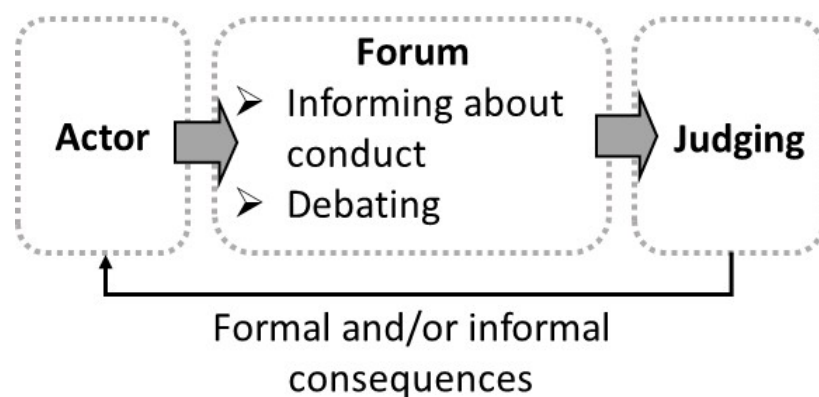 Actor
Forum
➢ Informing about
conduct
➢ Debating
Judging
Formal and/or informal
consequences